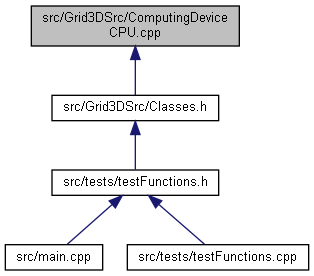 src/Grid3DSrc/ComputingDevice
CPU.cpp
src/Grid3DSrc/Classes.h
src/tests/testFunctions.h
src/main.cpp
src/tests/testFunctions.cpp